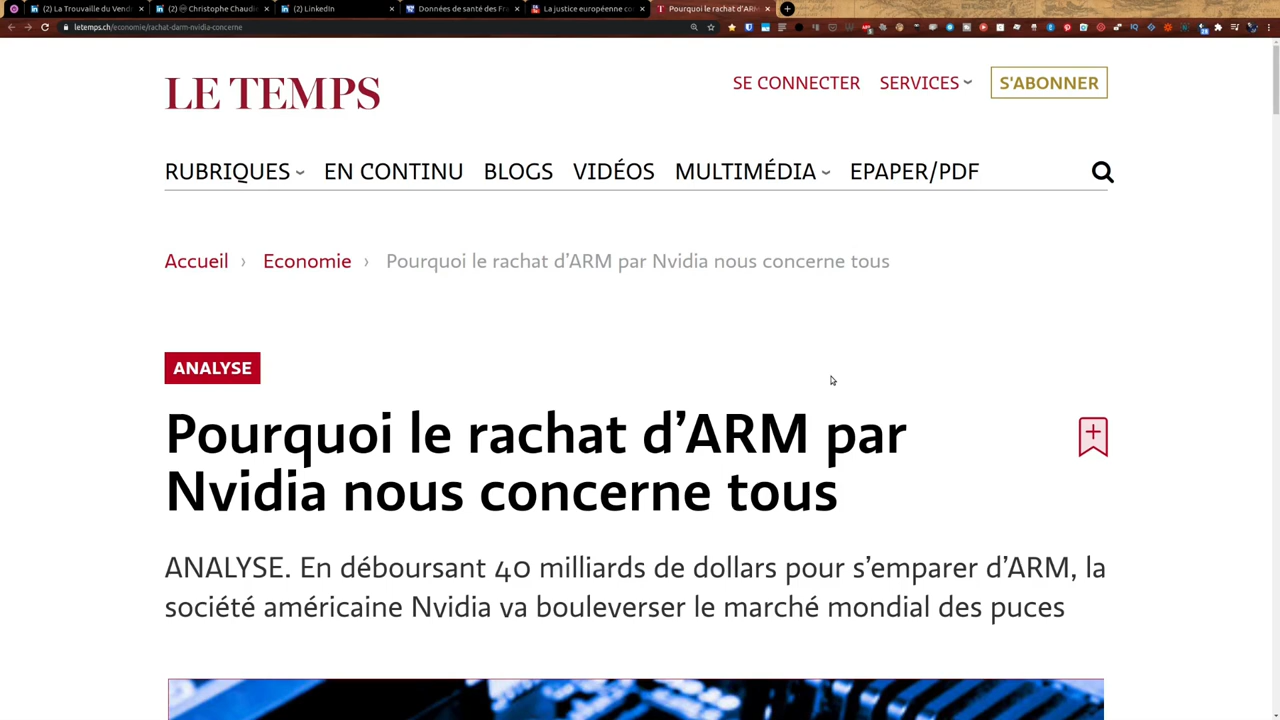 (2) La Trouvaille du Vend
(2) Christophe Chaudi
(2) LinkedIn
Données de santé des Fra
La justice européenne co
Pourquoi le rachat d'ARM
letemps.ch/economie/rachat-darm-nvidia-concerne
LE TEMPS
SE CONNECTER
SERVICES
S'ABONNER
RUBRIQUES
EN CONTINU
BLOGS
VIDÉOS
MULTIMÉDIA
EPAPER/PDF
Accueil › Economie › Pourquoi le rachat d'ARM par Nvidia nous concerne tous
ANALYSE
Pourquoi le rachat d'ARM par
Nvidia nous concerne tous
ANALYSE. En déboursant 40 milliards de dollars pour s'emparer d'ARM, la
société américaine Nvidia va bouleverser le marché mondial des puces